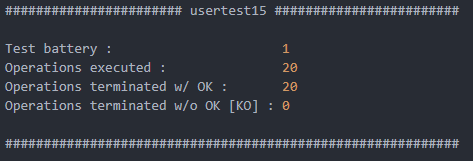 ####################### usertest15 ########################
Test battery : 1
Operations executed : 20
Operations terminated w/ OK : 20
Operations terminated w/o OK [KO] : 0
###########################################################